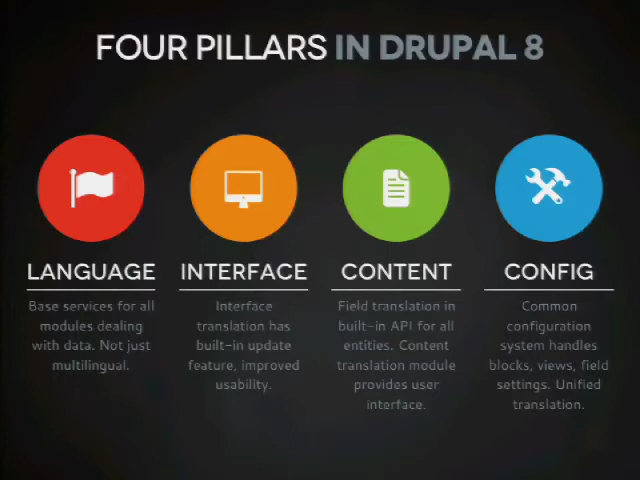 FOUR PILLARS IN DRUPAL 8
LANGUAGE
Base services for all
modules dealing
with data. Not just
multilingual.
INTERFACE
Interface
translation has
built-in update
feature, improved
usability.
CONTENT
Field translation in
built-in API for all
entities. Content
translation module
provides user
interface.
CONFIG
Common
configuration
system handles
blocks, views, field
settings. Unified
translation.